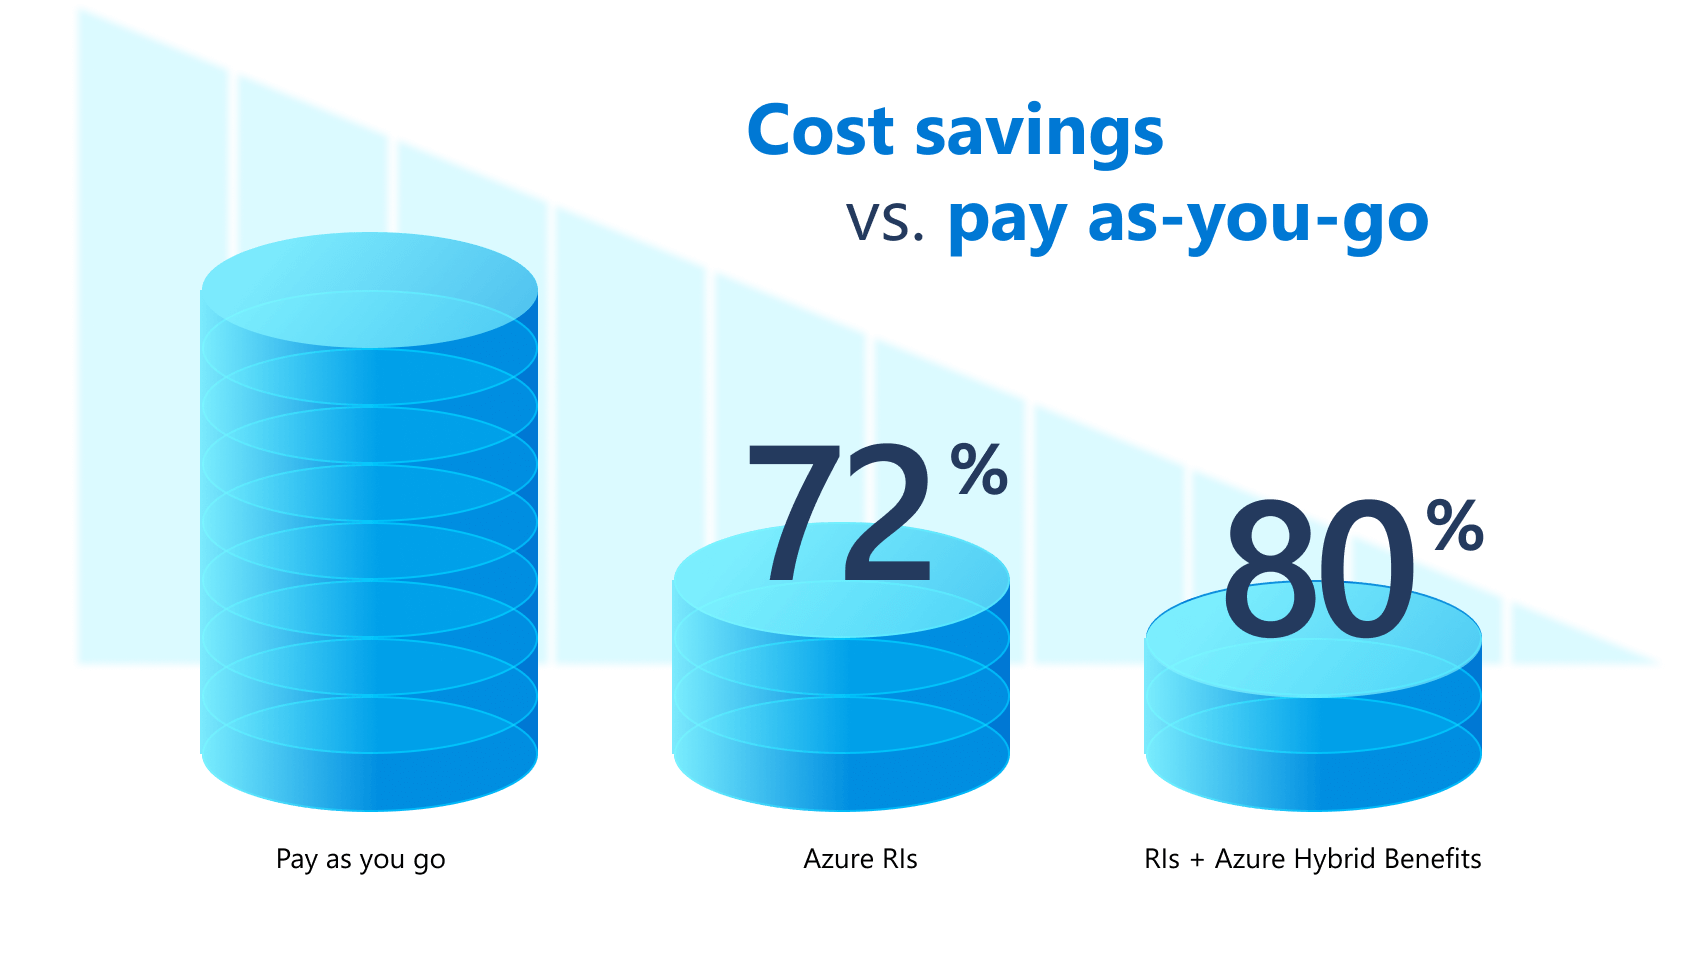 Cost savings
vs. pay as-you-go
72%
80%
Pay as you go
Azure RIs
RIs + Azure Hybrid Benefits